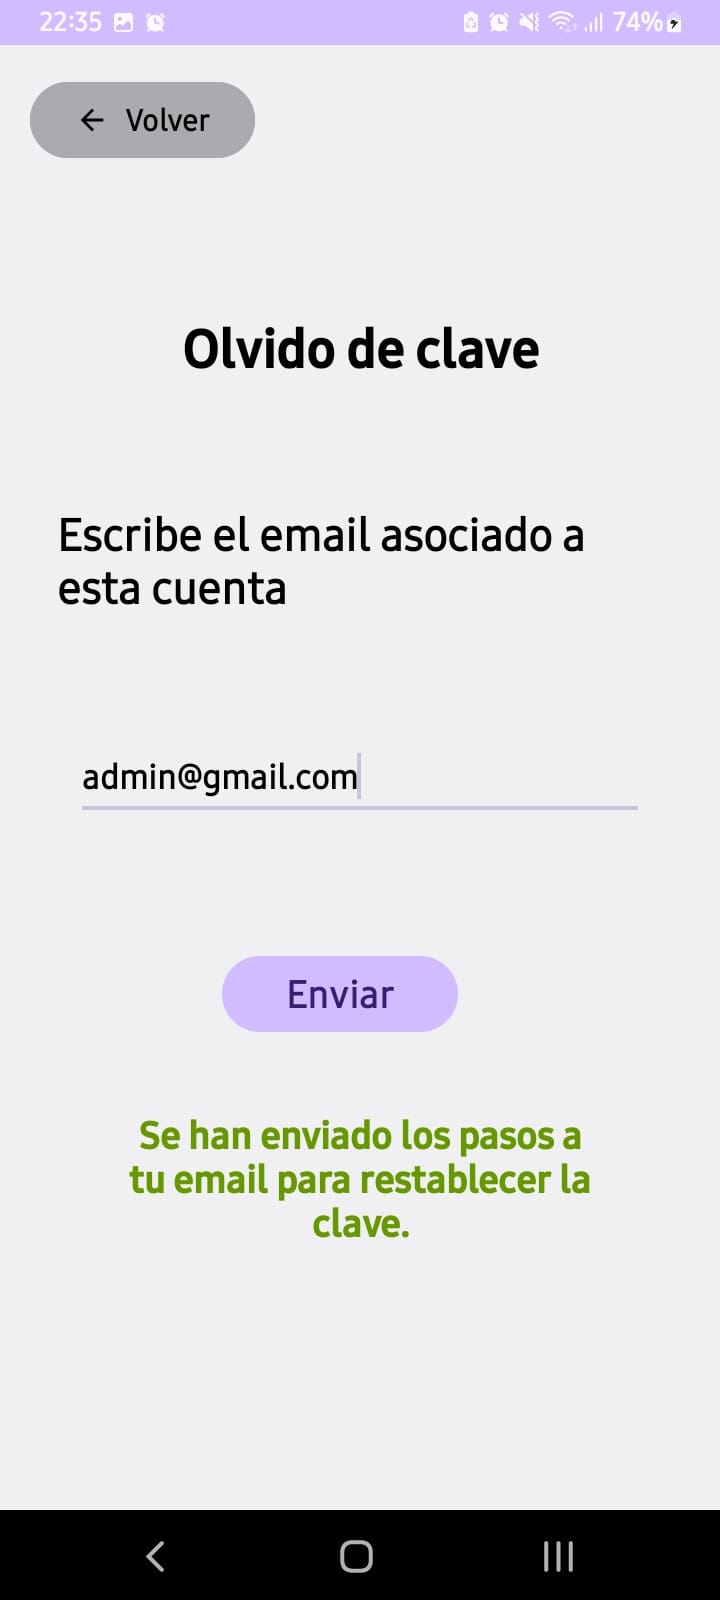 22:35 74%
Volver
Olvido de clave
Escribe el email asociado a
esta cuenta
admin@gmail.com
Enviar
Se han enviado los pasos a
tu email para restablecer la
clave.